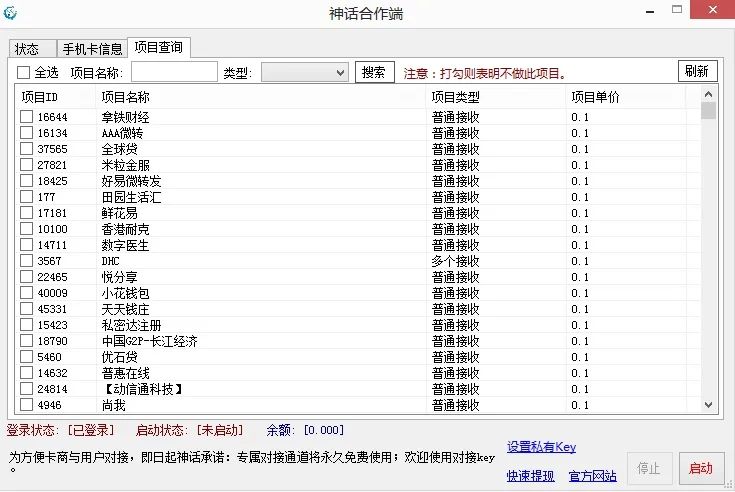 神话合作端
状态 手机卡信息 项目查询
全选 项目名称: 类型: 搜索 注意：打勾则表明不做此项目。 刷新
项目ID 项目名称 项目类型 项目单价
16644 拿铁财经 普通接收 0.1
16134 AAA微转 普通接收 0.1
37565 全球贷 普通接收 0.1
27821 米粒金服 普通接收 0.1
18425 好易微转发 普通接收 0.1
177 田园生活汇 普通接收 0.1
17181 鲜花易 普通接收 0.1
10100 香港耐克 普通接收 0.1
14711 数字医生 普通接收 0.1
3567 DHC 多个接收 0.1
22465 悦分享 普通接收 0.1
40009 小花钱包 普通接收 0.1
45331 天天钱庄 普通接收 0.1
15423 私密达注册 普通接收 0.1
18790 中国G2P-长江经济 普通接收 0.1
5460 优石贷 普通接收 0.1
14632 普惠在线 普通接收 0.1
24814 【动信通科技】 普通接收 0.1
4946 尚我 普通接收 0.1
登录状态: [已登录] 启动状态: [未启动] 余额: [0.000]
为方便卡商与用户对接，即日起神话承诺：专属对接通道将永久免费使用；欢迎使用对接key
。
设置私有Key
快速提现 官方网站 停止 启动